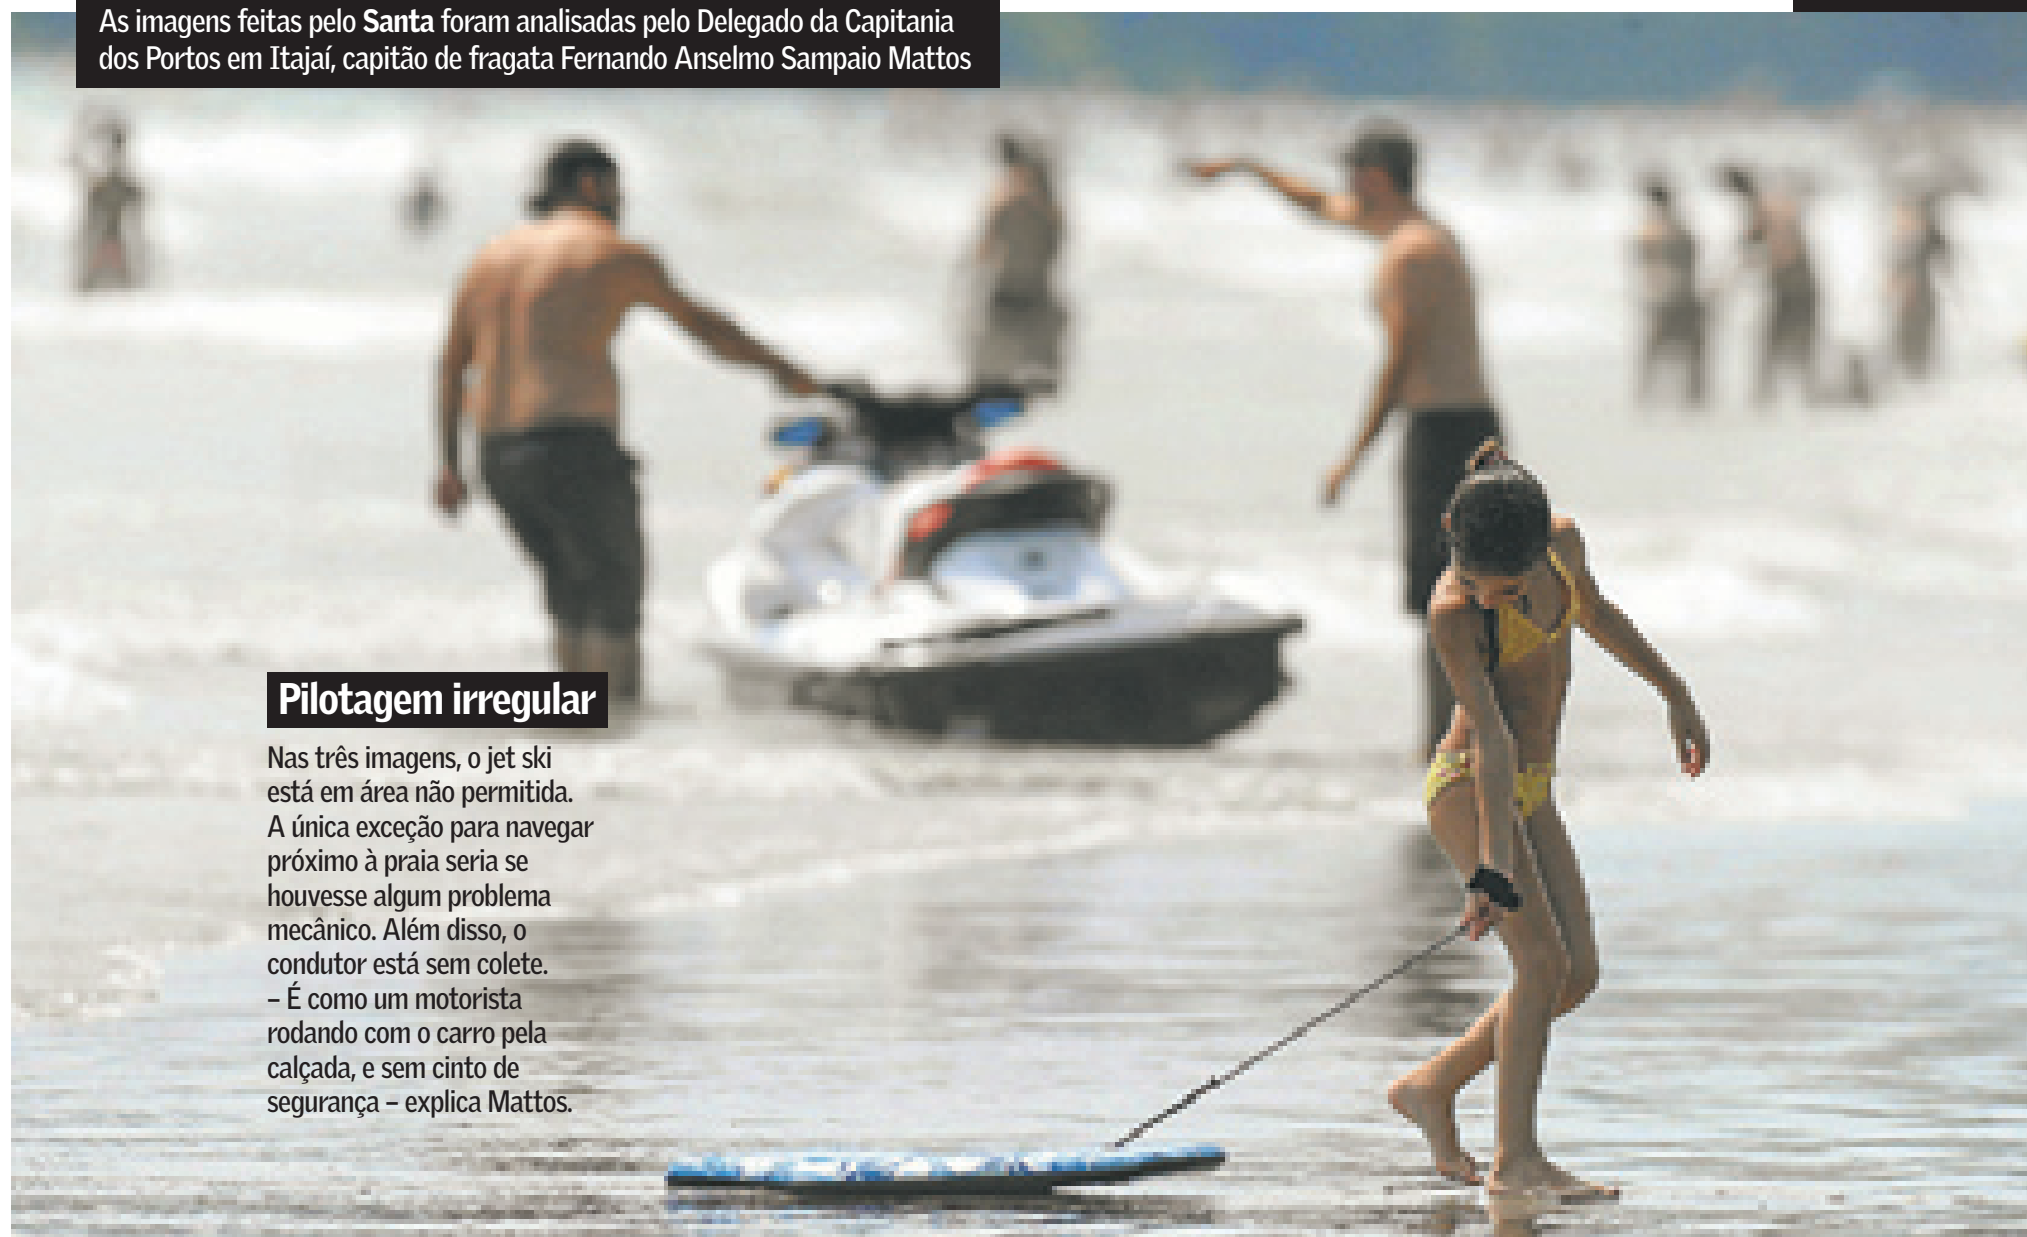 As imagens feitas pelo Santa foram analisadas pelo Delegado da Capitania
dos Portos em Itajaí, capitão de fragata Fernando Anselmo Sampaio Mattos
Pilotagem irregular
Nas três imagens, o jet ski
está em área não permitida.
A única exceção para navegar
próximo à praia seria se
houvesse algum problema
mecânico. Além disso, o
condutor está sem colete.
– É como um motorista
rodando com o carro pela
calçada, e sem cinto de
segurança – explica Mattos.